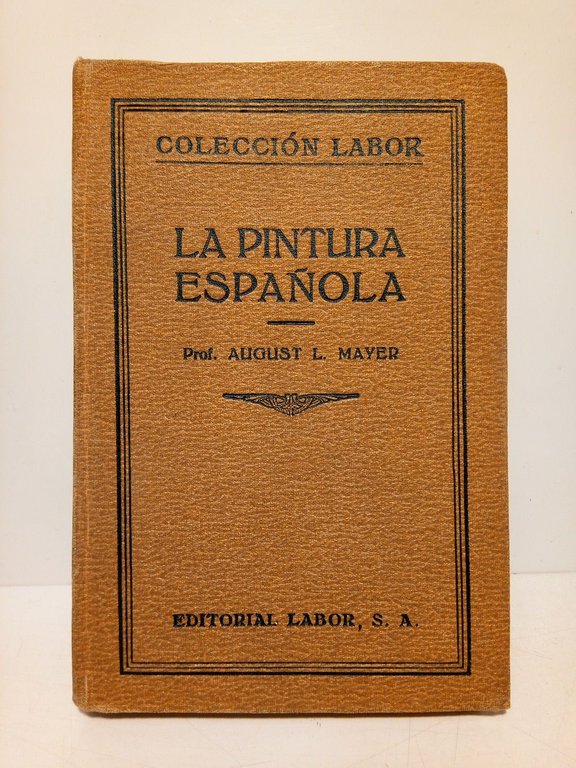 COLECCIÓN LABOR
LA PINTURA
ESPAÑOLA
Prof. AUGUST L. MAYER
EDITORIAL LABOR, S. A.